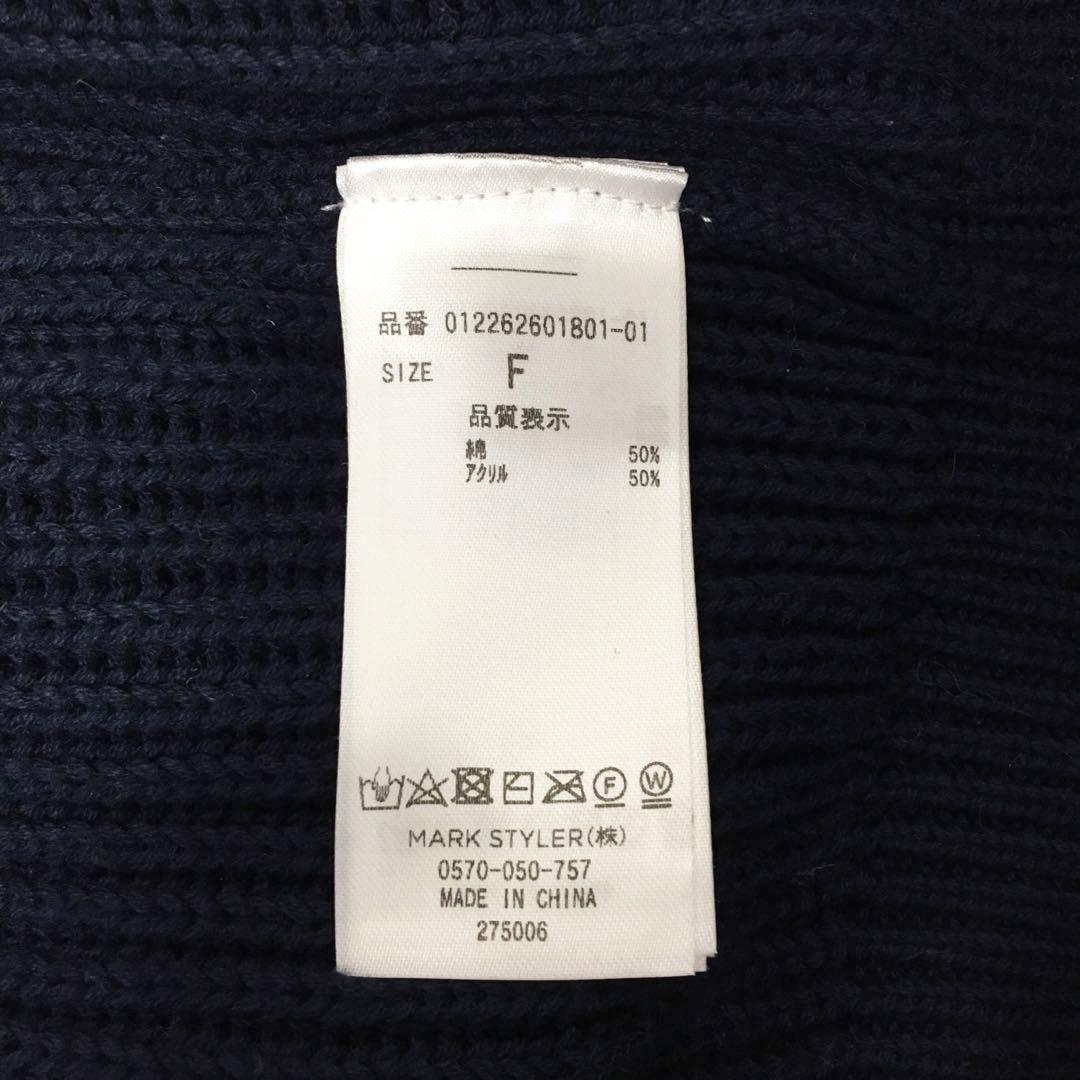 品番 012262601801-01
SIZE F
品質表示
綿 50%
アクリル 50%
F W
MARK STYLER(株)
0570-050-757
MADE IN CHINA
275006